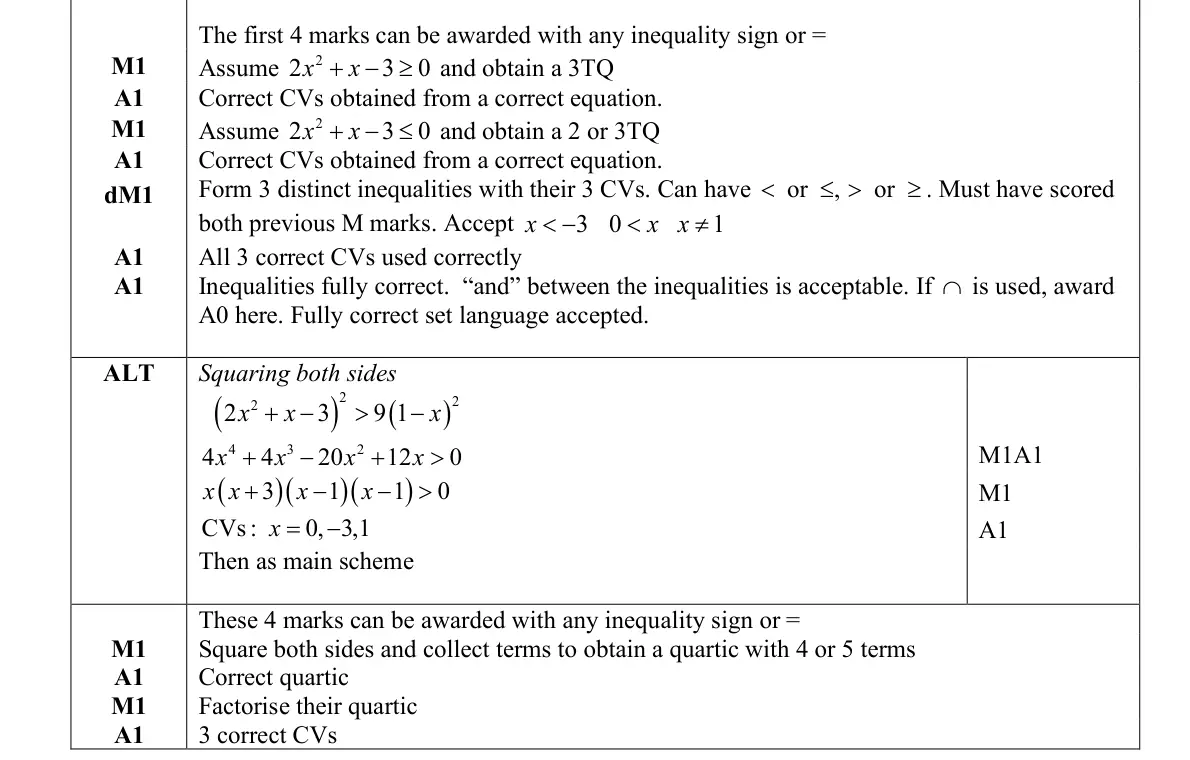 The first 4 marks can be awarded with any inequality sign or =
M1 Assume 2x² + x − 3 ≥ 0 and obtain a 3TQ
A1 Correct CVs obtained from a correct equation.
M1 Assume 2x² + x − 3 ≤ 0 and obtain a 2 or 3TQ
A1 Correct CVs obtained from a correct equation.
dM1 Form 3 distinct inequalities with their 3 CVs. Can have < or ≤, > or ≥ . Must have scored
both previous M marks. Accept x < −3 0 < x x ≠ 1
A1 All 3 correct CVs used correctly
A1 Inequalities fully correct. “and” between the inequalities is acceptable. If ∩ is used, award
A0 here. Fully correct set language accepted.
ALT Squaring both sides
(2x² + x − 3)² > 9(1 − x)²
4x⁴ + 4x³ − 20x² + 12x > 0 M1A1
x(x + 3)(x − 1)(x − 1) > 0 M1
CVs : x = 0, −3,1 A1
Then as main scheme
These 4 marks can be awarded with any inequality sign or =
M1 Square both sides and collect terms to obtain a quartic with 4 or 5 terms
A1 Correct quartic
M1 Factorise their quartic
A1 3 correct CVs